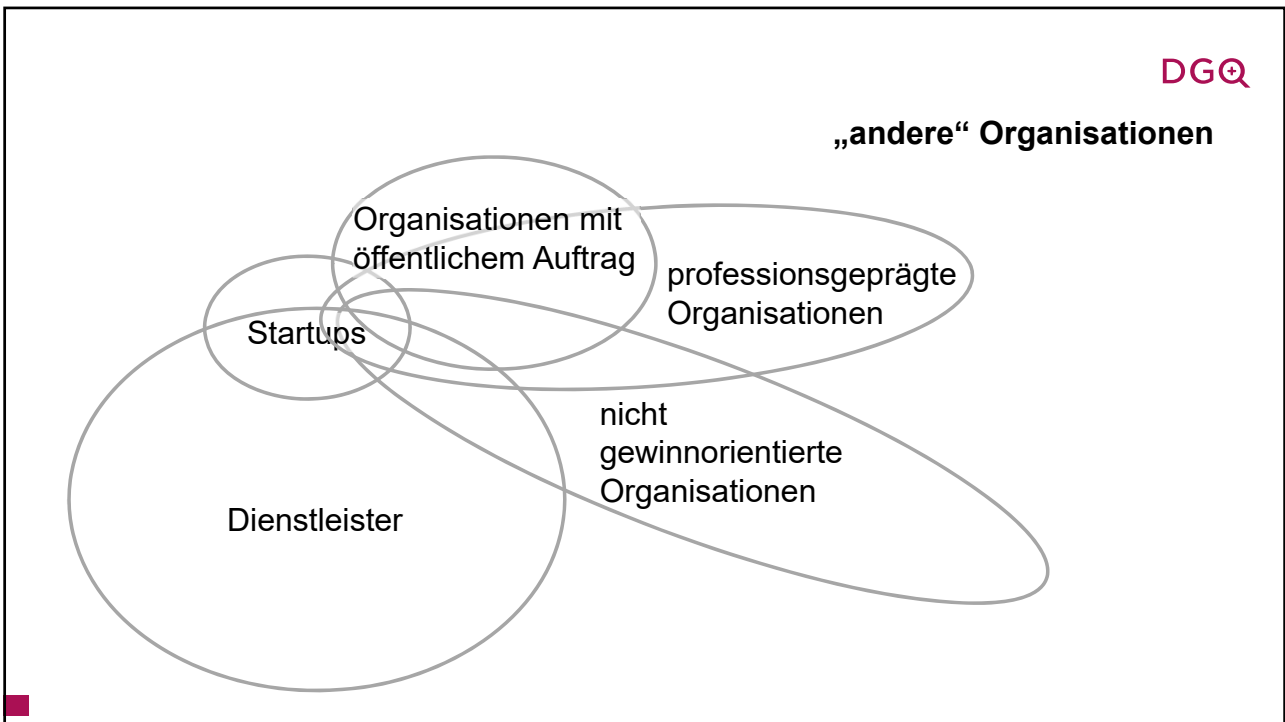 DGQ
„andere“ Organisationen
Organisationen mit
öffentlichem Auftrag
professionsgeprägte
Organisationen
Startups
nicht
gewinnorientierte
Organisationen
Dienstleister